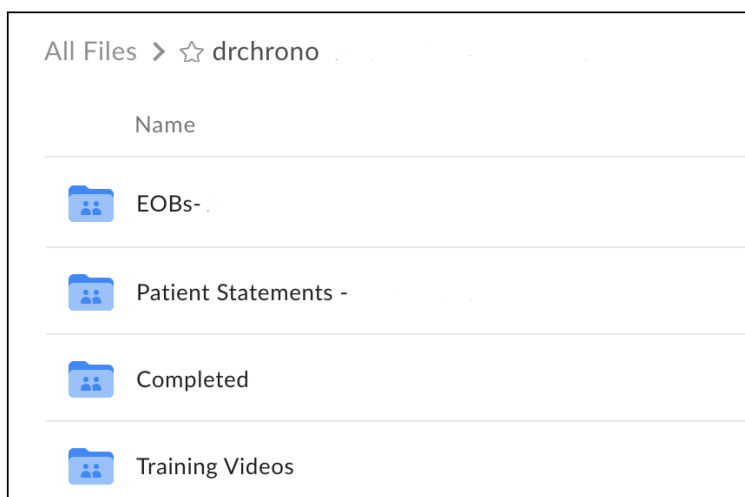 All Files > ☆ drchrono
Name
EOBs-
Patient Statements -
Completed
Training Videos